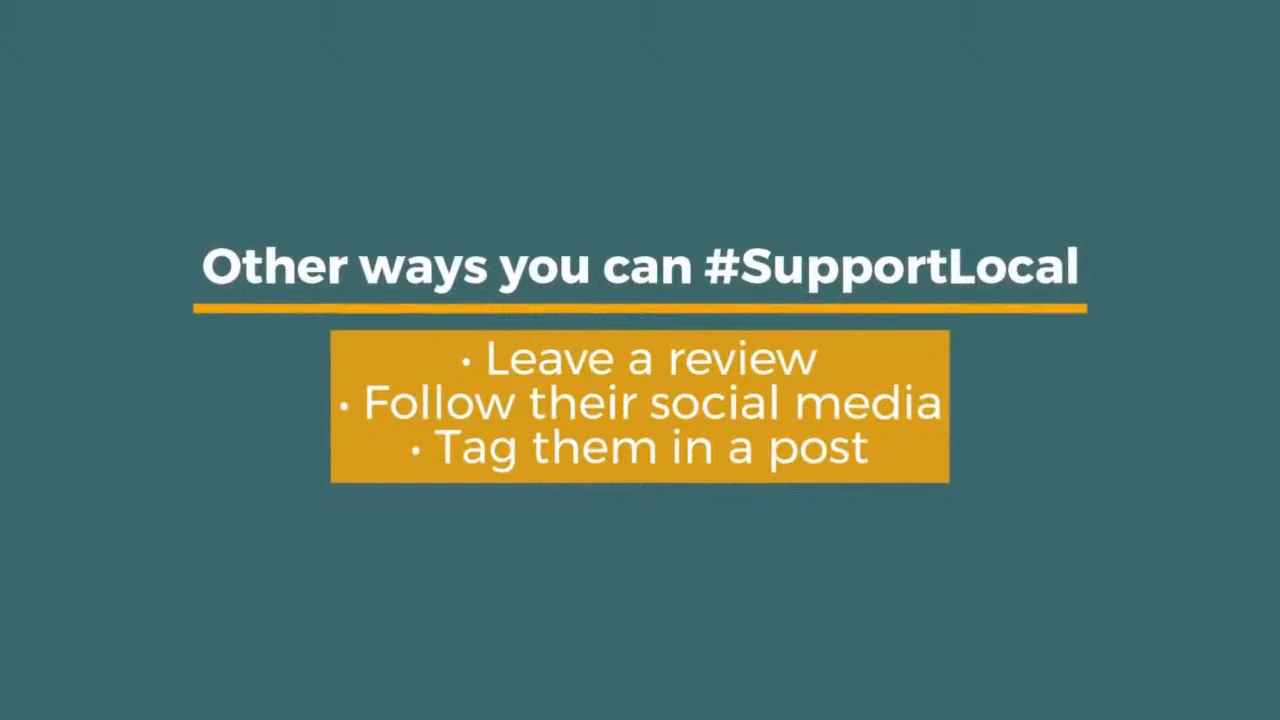 Other ways you can #SupportLocal
• Leave a review
• Follow their social media
• Tag them in a post